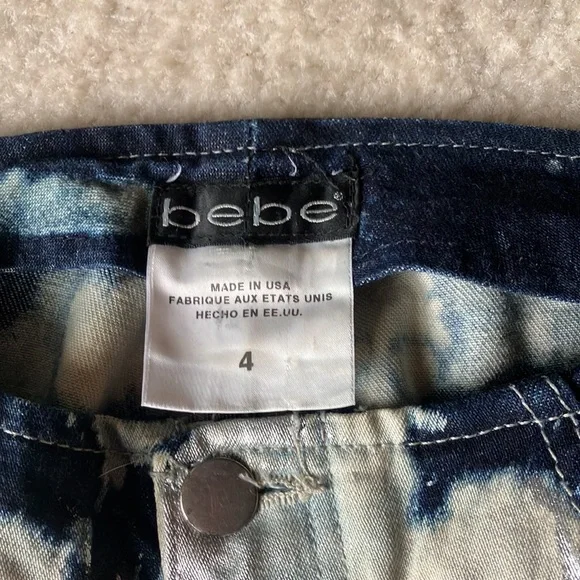 bebe®
MADE IN USA
FABRIQUE AUX ETATS UNIS
HECHO EN EE.UU.
4